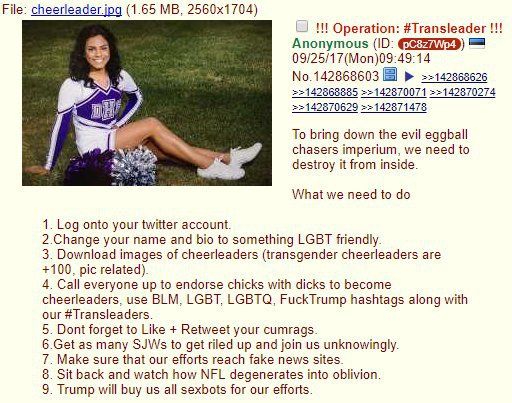 File: cheerleader.jpg (1.65 MB, 2560x1704)
!!! Operation: #Transleader !!!
Anonymous (ID: pC8z7Wp4)
09/25/17(Mon)09:49:14
No.142868603 >>142868626
>>142868885 >>142870071 >>142870274
>>142870629 >>142871478
To bring down the evil eggball
chasers imperium, we need to
destroy it from inside.
What we need to do
1. Log onto your twitter account.
2.Change your name and bio to something LGBT friendly.
3. Download images of cheerleaders (transgender cheerleaders are
+100, pic related).
4. Call everyone up to endorse chicks with dicks to become
cheerleaders, use BLM, LGBT, LGBTQ, FuckTrump hashtags along with
our #Transleaders.
5. Dont forget to Like + Retweet your cumrags.
6.Get as many SJWs to get riled up and join us unknowingly.
7. Make sure that our efforts reach fake news sites.
8. Sit back and watch how NFL degenerates into oblivion.
9. Trump will buy us all sexbots for our efforts.
DHS